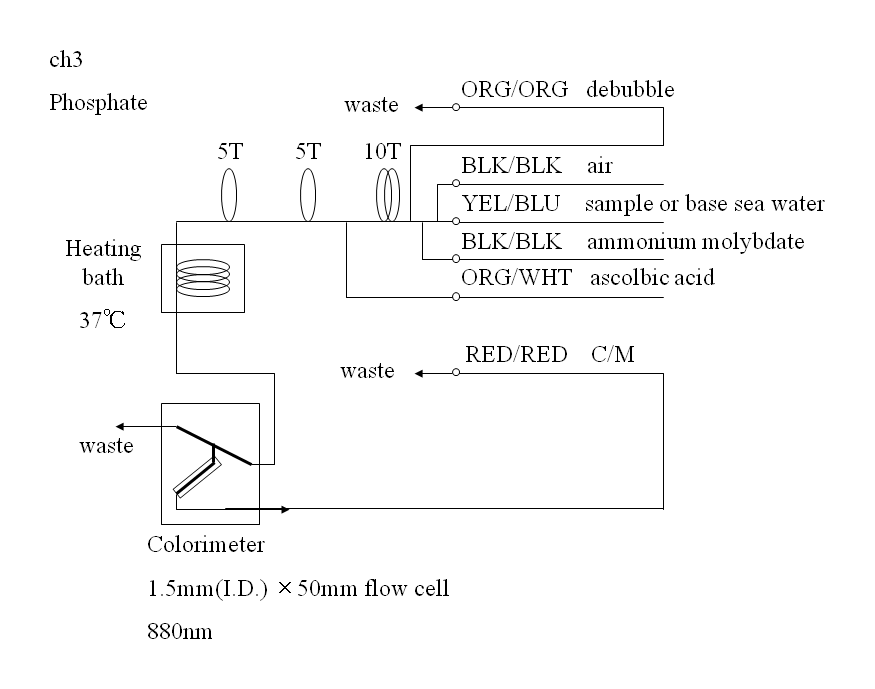 ch3
Phosphate
waste
ORG/ORG debubble
5T
5T
10T
BLK/BLK air
YEL/BLU sample or base sea water
BLK/BLK ammonium molybdate
ORG/WHT ascolbic acid
Heating
bath
37℃
waste
RED/RED C/M
waste
Colorimeter
1.5mm(I.D.) ×50mm flow cell
880nm